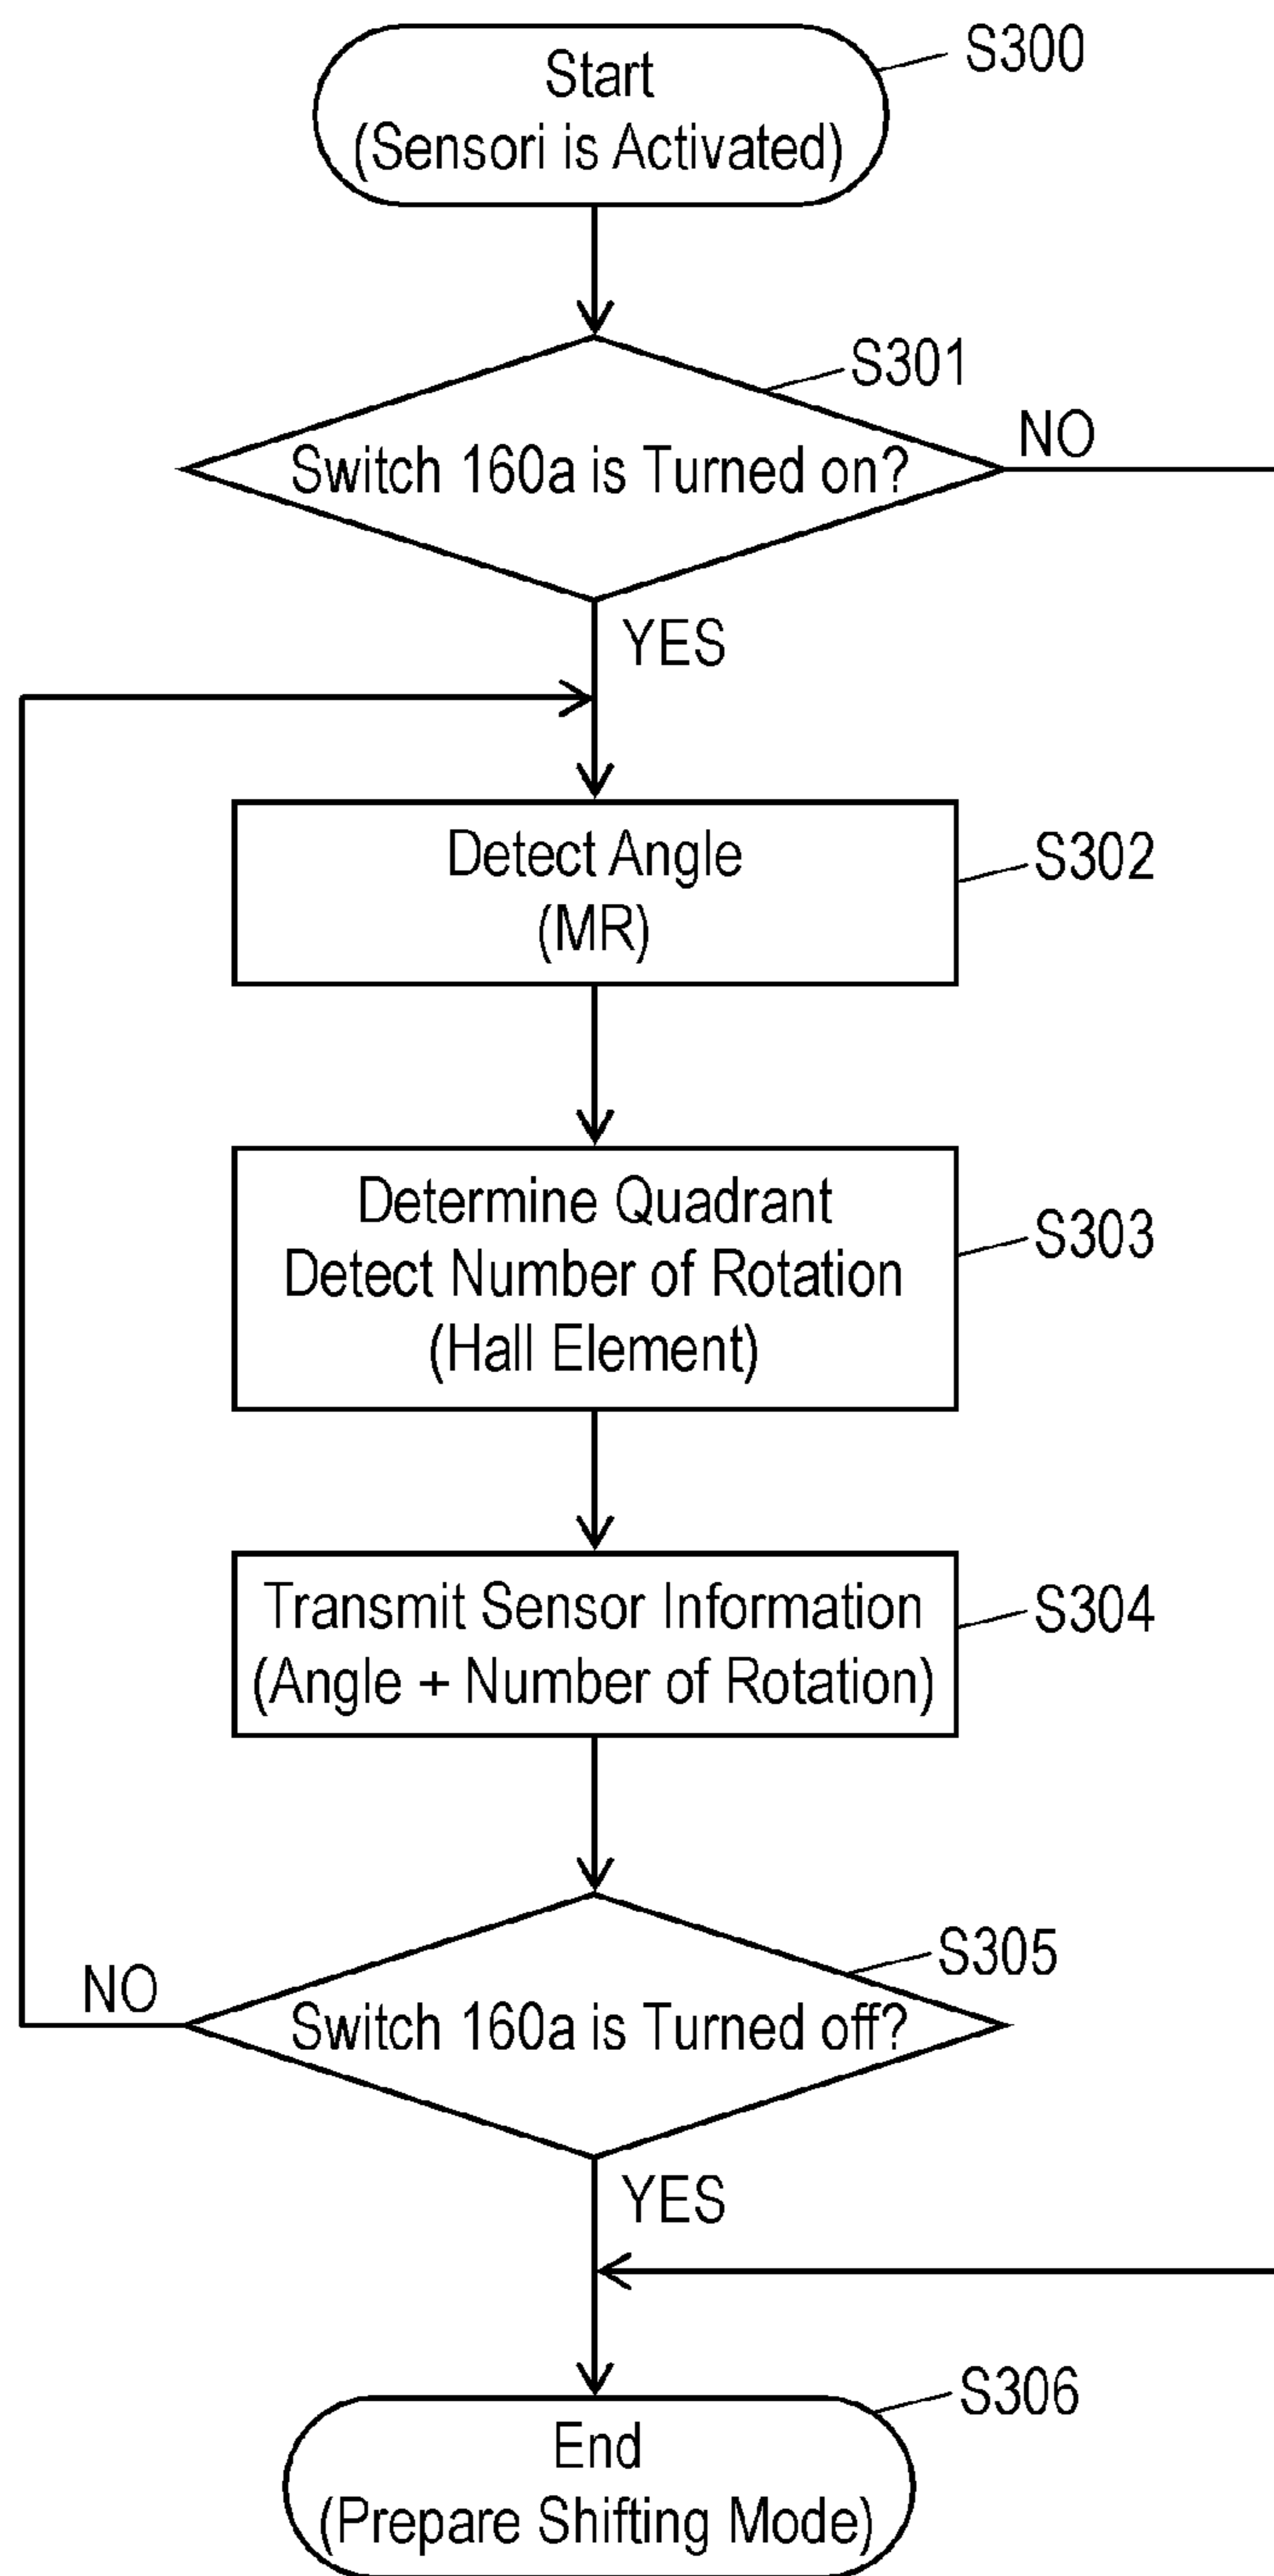 Start
(Sensori is Activated)
S300
S301
Switch 160a is Turned on?
NO
YES
Detect Angle
(MR)
S302
Determine Quadrant
Detect Number of Rotation
(Hall Element)
S303
Transmit Sensor Information
(Angle + Number of Rotation)
S304
S305
Switch 160a is Turned off?
NO
YES
S306
End
(Prepare Shifting Mode)